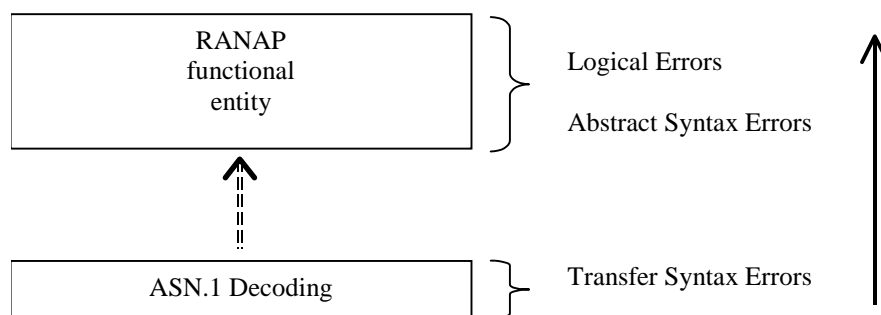 RANAP
functional
entity
Logical Errors
Abstract Syntax Errors
ASN.1 Decoding
Transfer Syntax Errors